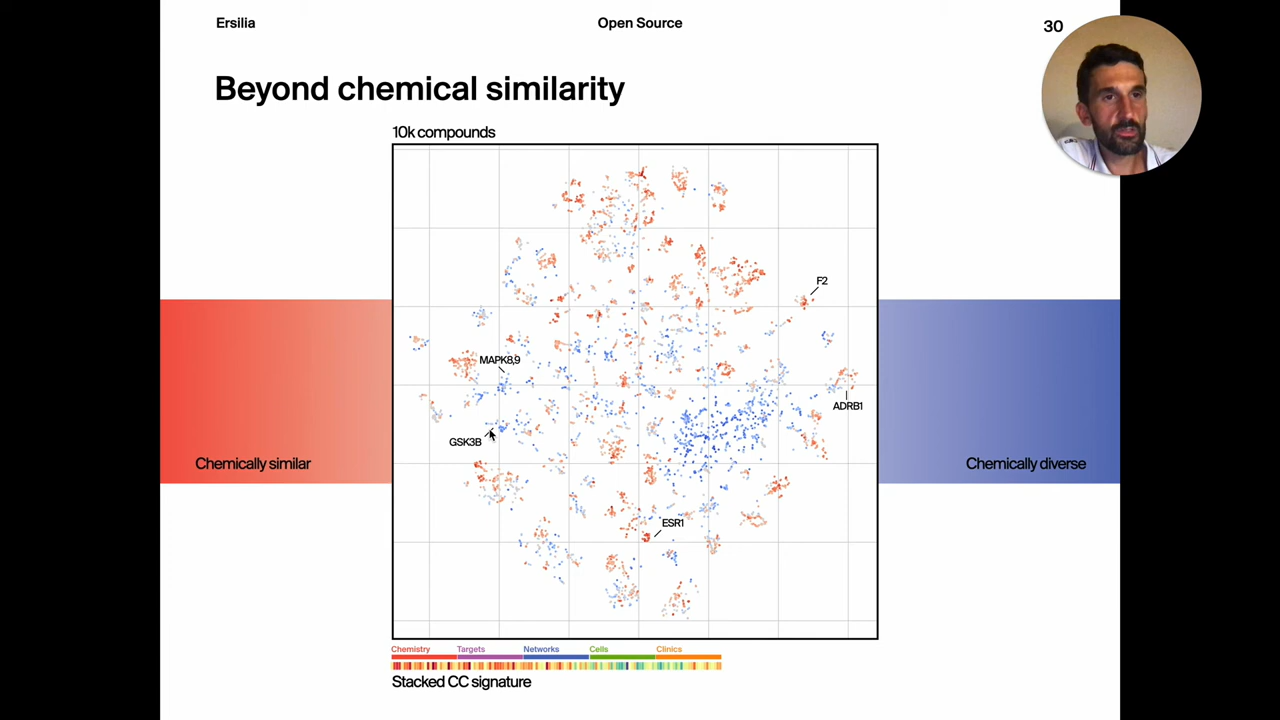 Ersilia
Open Source
30
Beyond chemical similarity
10k compounds
F2
MAPK8,9
ADRB1
GSK3B
Chemically similar
Chemically diverse
ESR1
Chemistry
Targets
Networks
Cells
Clinics
Stacked CC signature